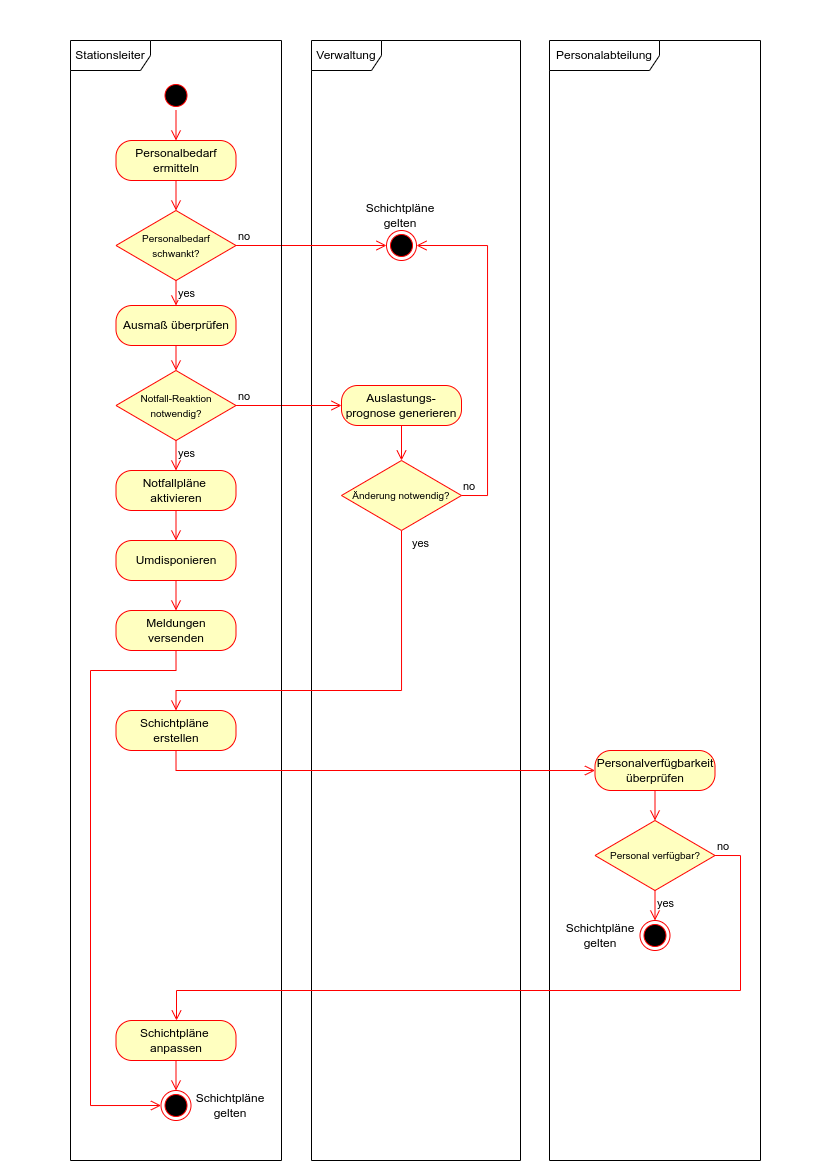 Stationsleiter
Verwaltung
Personalabteilung
Personalbedarf
ermitteln
Schichtpläne
gelten
Personalbedarf
schwankt?
no
yes
Ausmaß überprüfen
Notfall-Reaktion
notwendig?
no
Auslastungs-
prognose generieren
yes
Notfallpläne
aktivieren
Änderung notwendig?
no
yes
Umdisponieren
Meldungen
versenden
Schichtpläne
erstellen
Personalverfügbarkeit
überprüfen
Personal verfügbar?
no
yes
Schichtpläne
gelten
Schichtpläne
anpassen
Schichtpläne
gelten